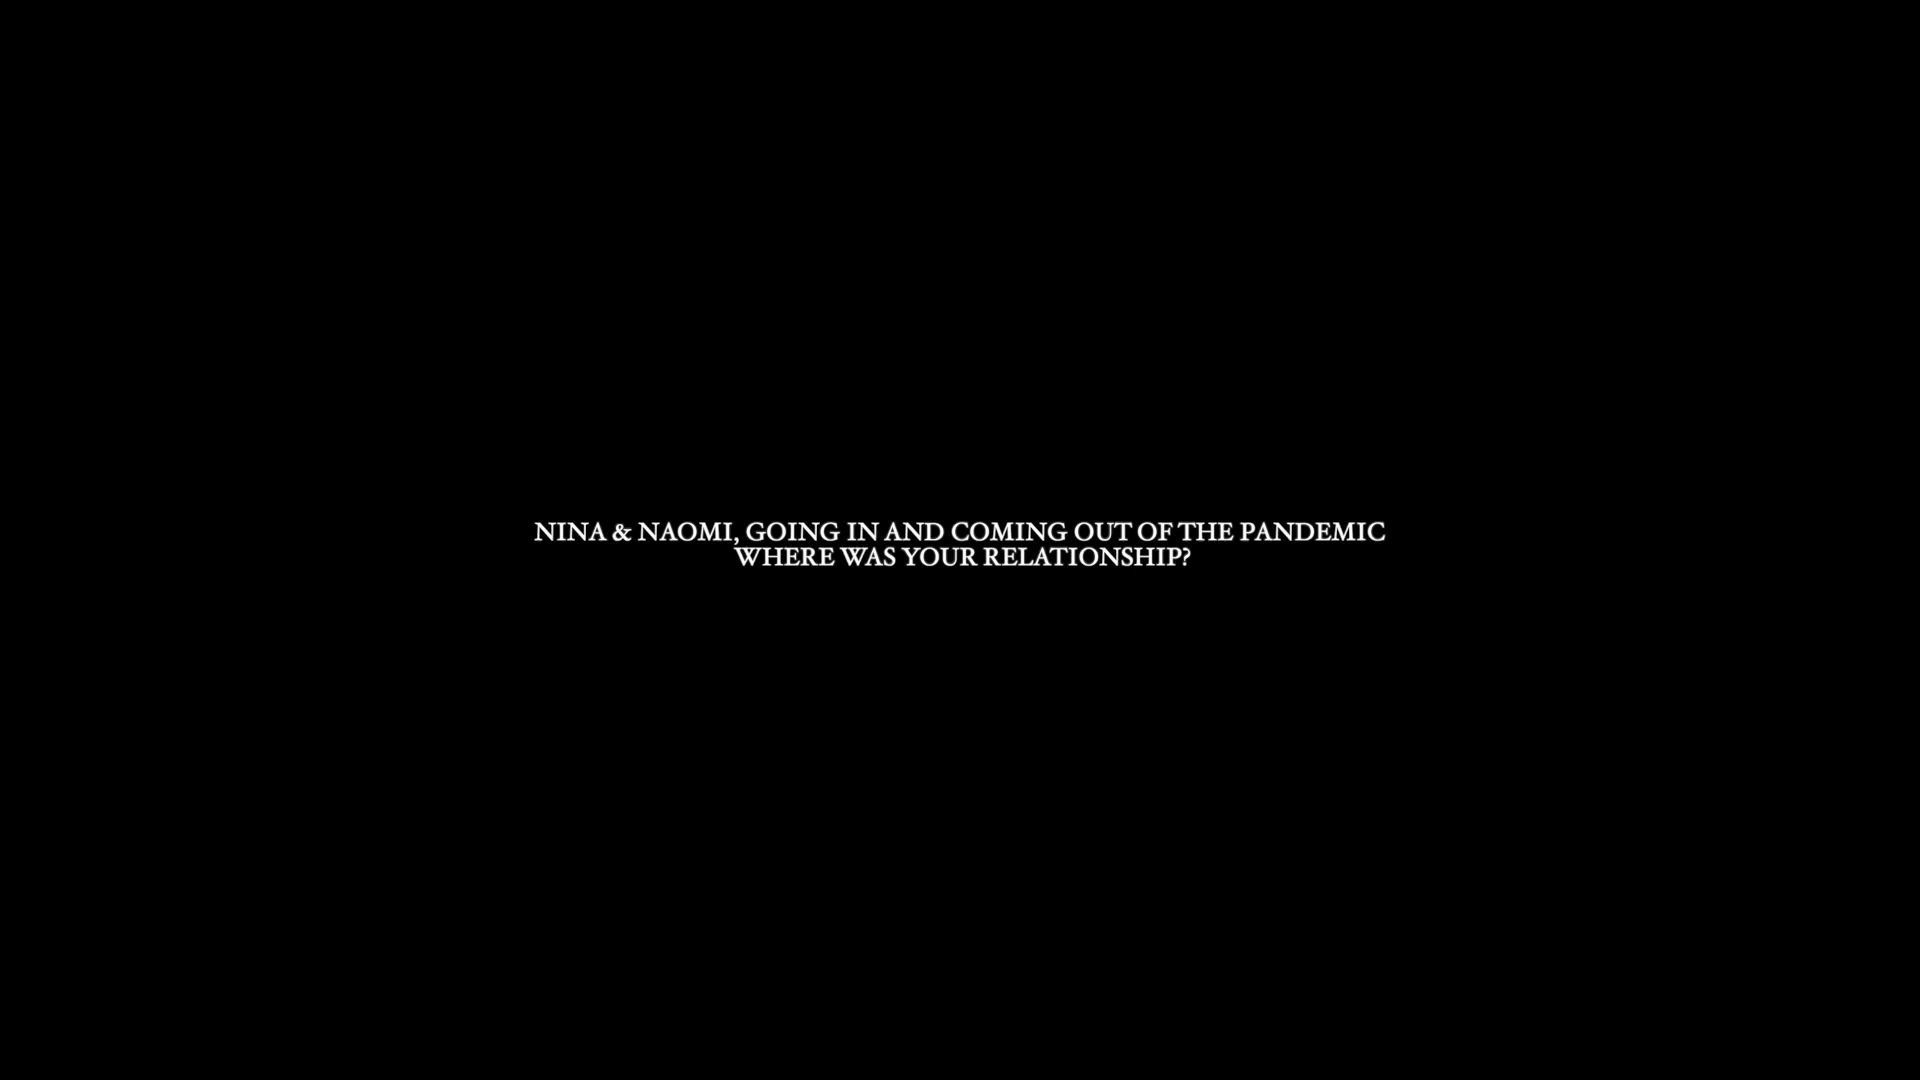 NINA & NAOMI, GOING IN AND COMING OUT OF THE PANDEMIC
WHERE WAS YOUR RELATIONSHIP?